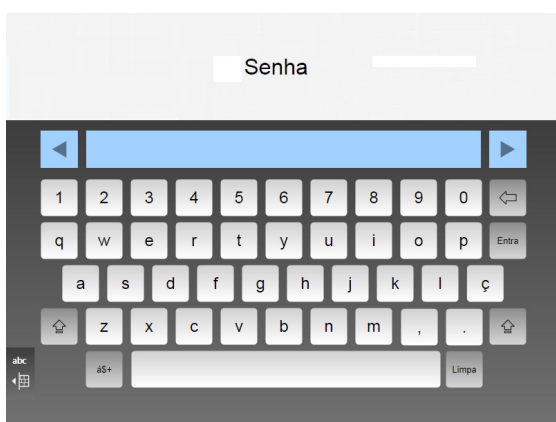 Senha
1 2 3 4 5 6 7 8 9 0
q w e r t y u i o p Entra
a s d f g h j k l ç
z x c v b n m , .
abc
á$+ Limpa